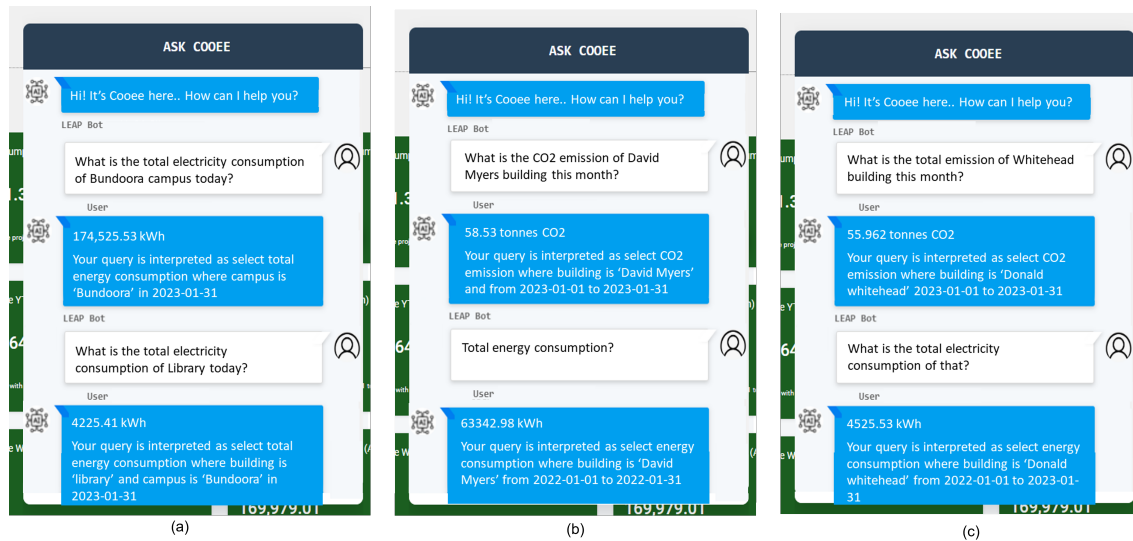 ASK COOEE
Hi! It's Cooee here.. How can I help you?
LEAP Bot
What is the total electricity consumption
of Bundoora campus today?
User
174,525.53 kWh
Your query is interpreted as select total
energy consumption where campus is
'Bundoora' in 2023-01-31
LEAP Bot
What is the total electricity
consumption of Library today?
User
4225.41 kWh
Your query is interpreted as select total
energy consumption where building is
'library' and campus is 'Bundoora' in
2023-01-31
169,979.01
(a)
ASK COOEE
Hi! It's Cooee here.. How can I help you?
LEAP Bot
What is the CO2 emission of David
Myers building this month?
User
58.53 tonnes CO2
Your query is interpreted as select CO2
emission where building is 'David Myers'
and from 2023-01-01 to 2023-01-31
LEAP Bot
Total energy consumption?
User
63342.98 kWh
Your query is interpreted as select energy
consumption where building is 'David
Myers' from 2022-01-01 to 2022-01-31
169,979.01
(b)
ASK COOEE
Hi! It's Cooee here.. How can I help you?
LEAP Bot
What is the total emission of Whitehead
building this month?
User
55.962 tonnes CO2
Your query is interpreted as select CO2
emission where building is 'Donald
whitehead' 2023-01-01 to 2023-01-31
LEAP Bot
What is the total electricity
consumption of that?
User
4525.53 kWh
Your query is interpreted as select energy
consumption where building is 'Donald
whitehead' from 2022-01-01 to 2023-01-
31
169,979.01
(c)